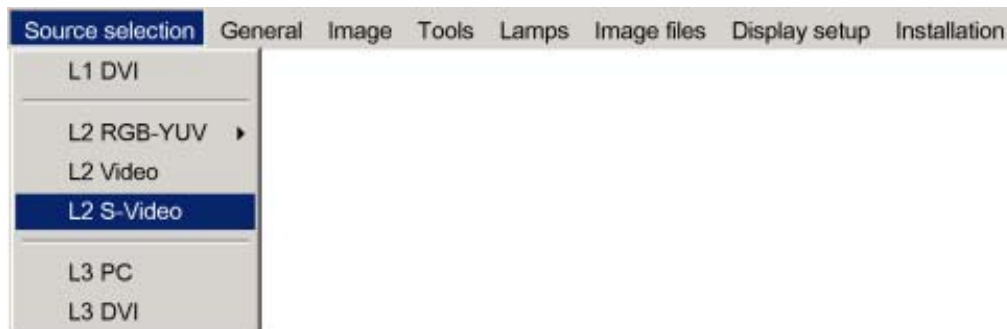 Source selection General Image Tools Lamps Image files Display setup Installation
L1 DVI
L2 RGB-YUV
L2 Video
L2 S-Video
L3 PC
L3 DVI